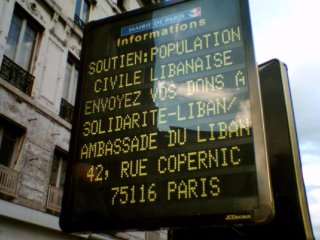 MAIRIE DE PARIS
Informations
SOUTIEN:POPULATION
CIVILE LIBANAISE
ENVOYEZ VOS DONS A
SOLIDARITE-LIBAN/
AMBASSADE DU LIBAN
42, RUE COPERNIC
75116 PARIS
JCDecaux